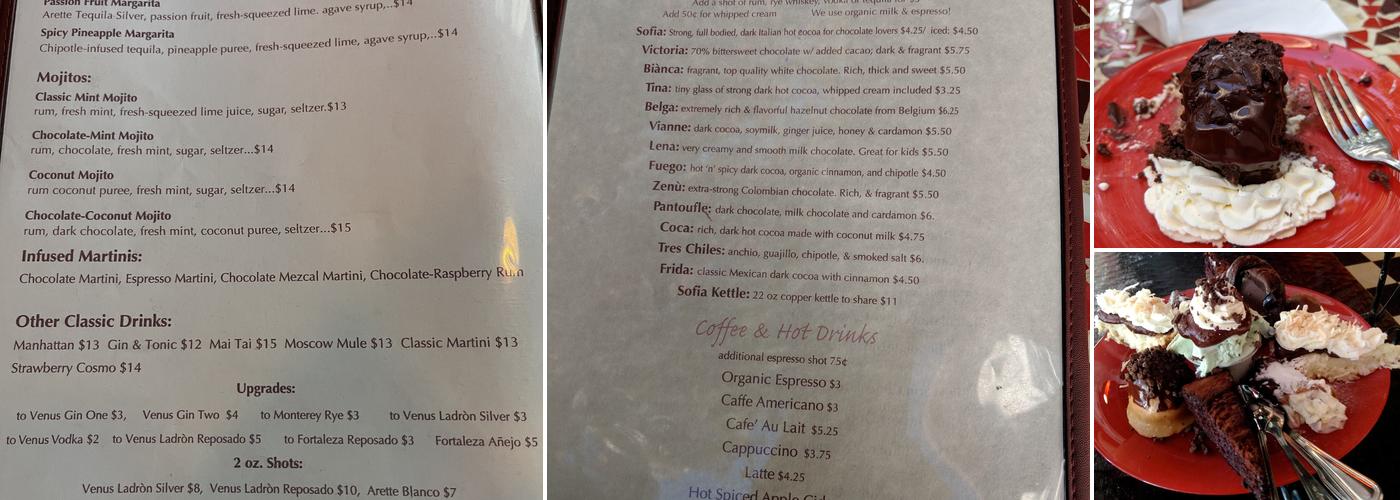 Passion Fruit Margarita
Arette Tequila-Silver, passion fruit, fresh-squeezed lime. agave syrup,..$14
Spicy Pineapple Margarita
Chipotle-infused tequila, pineapple puree, fresh-squeezed lime, agave syrup,...$14
Mojitos:
Classic Mint Mojito
rum, fresh mint, fresh-squeezed lime juice, sugar, seltzer.$13
Chocolate-Mint Mojito
rum, chocolate, fresh mint, sugar, seltzer...$14
Coconut Mojito
rum coconut puree, fresh mint, sugar, seltzer...$14
Chocolate-Coconut Mojito
rum, dark chocolate, fresh mint, coconut puree, seltzer...$15
Infused Martinis:
Chocolate Martini, Espresso Martini, Chocolate Mezcal Martini, Chocolate-Raspberry Rum
Other Classic Drinks:
Manhattan $13 Gin & Tonic $12 Mai Tai $15 Moscow Mule $13 Classic Martini $13
Strawberry Cosmo $14
Upgrades:
to Venus Gin One $3, Venus Gin Two $4 to Monterey Rye $3 to Venus Ladròn Silver $3
to Venus Vodka $2 to Venus Ladròn Reposado $5 to Fortaleza Reposado $3 Fortaleza Añejo $5
2 oz. Shots:
Venus Ladròn Silver $8, Venus Ladròn Reposado $10, Arette Blanco $7
Add a shot of rum, rye whiskey, vodka or tequila for $5
Add 50¢ for whipped cream We use organic milk & espresso!
Sofia: Strong, full bodied, dark Italian hot cocoa for chocolate lovers $4.25/ iced: $4.50
Victoria: 70% bittersweet chocolate w/ added cacao; dark & fragrant $5.75
Biànca: fragrant, top quality white chocolate. Rich, thick and sweet $5.50
Tina: tiny glass of strong dark hot cocoa, whipped cream included $3.25
Belga: extremely rich & flavorful hazelnut chocolate from Belgium $6.25
Vianne: dark cocoa, soymilk, ginger juice, honey & cardamon $5.50
Lena: very creamy and smooth milk chocolate. Great for kids $5.50
Fuego: hot 'n' spicy dark cocoa, organic cinnamon, and chipotle $4.50
Zenù: extra-strong Colombian chocolate. Rich, & fragrant $5.50
Pantoufle: dark chocolate, milk chocolate and cardamon $6.
Coca: rich, dark hot cocoa made with coconut milk $4.75
Tres Chiles: anchio, guajillo, chipotle, & smoked salt $6.
Frida: classic Mexican dark cocoa with cinnamon $4.50
Sofia Kettle: 22 oz copper kettle to share $11
Coffee & Hot Drinks
additional espresso shot 75¢
Organic Espresso $3
Caffe Americano $3
Cafe' Au Lait $5.25
Cappuccino $3.75
Latte $4.25
Hot Spiced Apple